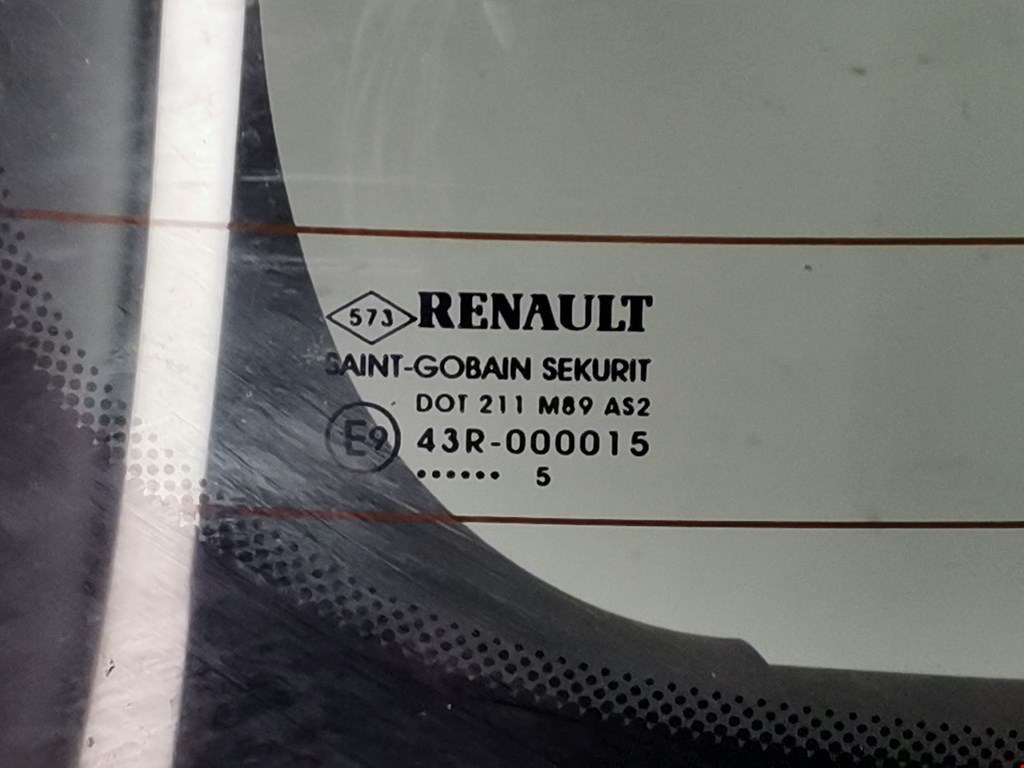 573 RENAULT
SAINT-GOBAIN SEKURIT
DOT 211 M89 AS2
E9 43R-000015
...... 5